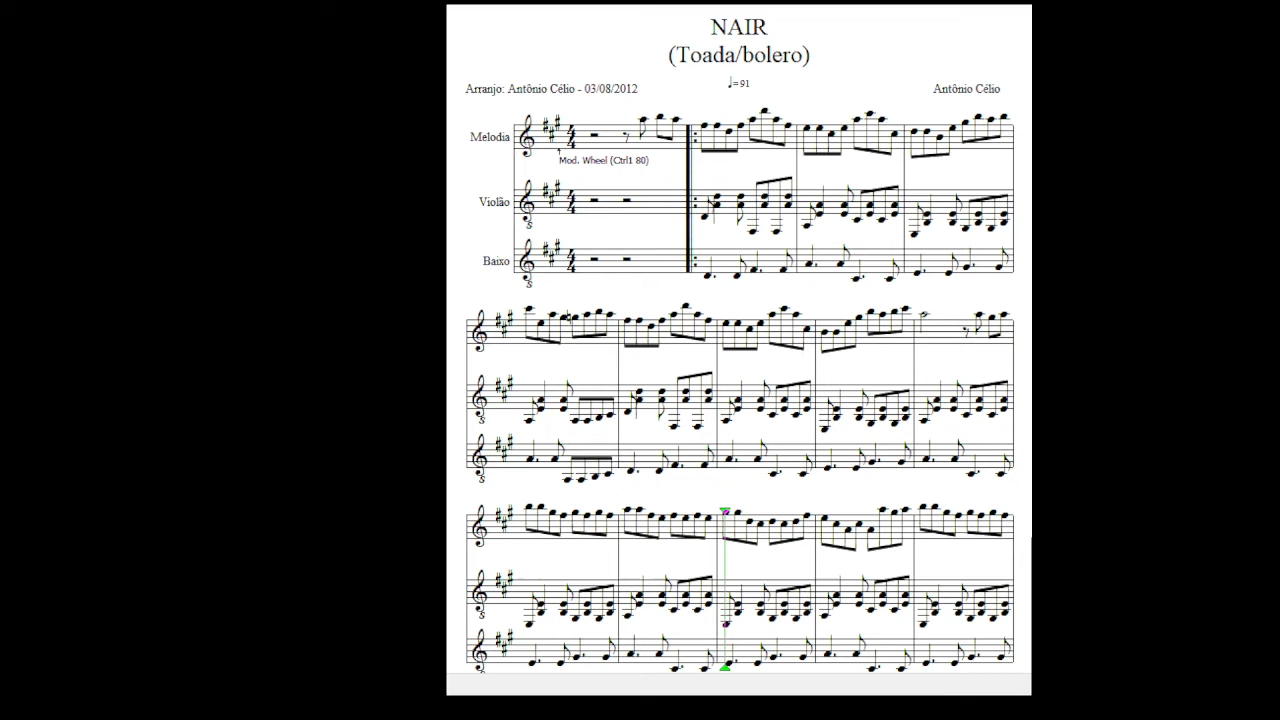 NAIR
(Toada/bolero)
♩=91
Arranjo: Antônio Célio - 03/08/2012
Antônio Célio
Melodia
Mod. Wheel (Ctrl1 80)
Violão
Baixo